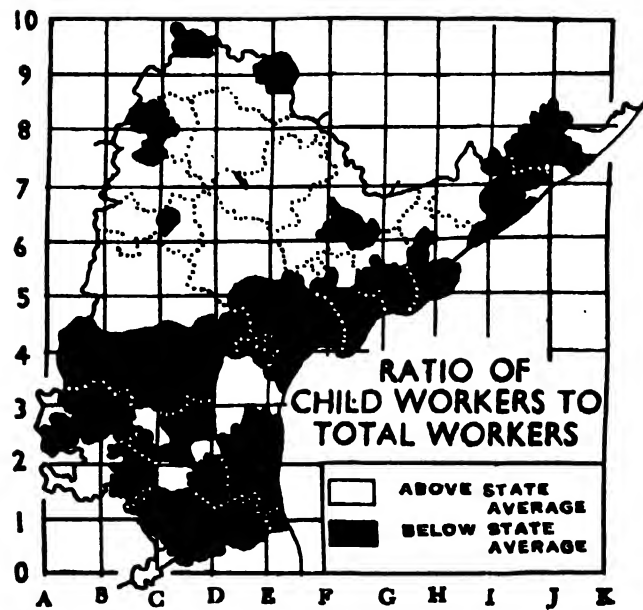 10
9
8
7
6
5
4
3
2
1
0
A B C D E F G H I J K
RATIO OF
CHILD WORKERS TO
TOTAL WORKERS
ABOVE STATE
AVERAGE
BELOW STATE
AVERAGE